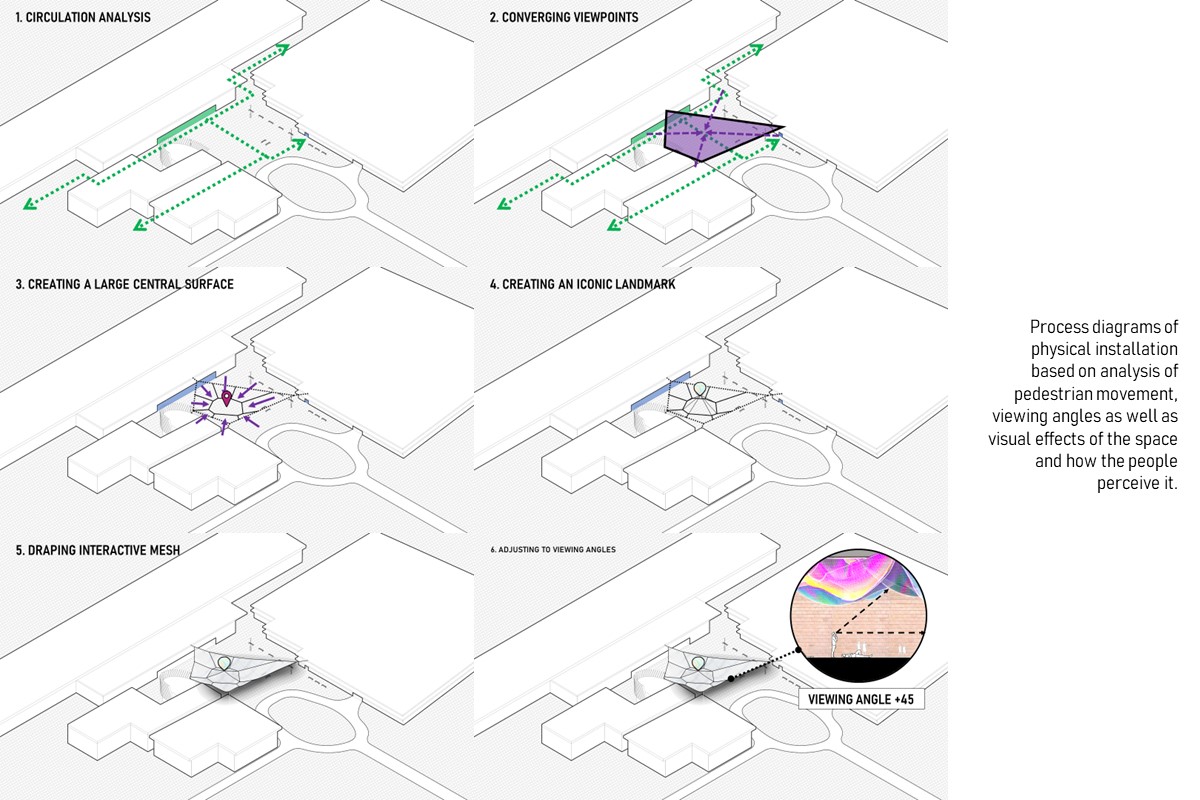 1. CIRCULATION ANALYSIS
2. CONVERGING VIEWPOINTS
3. CREATING A LARGE CENTRAL SURFACE
4. CREATING AN ICONIC LANDMARK
5. DRAPING INTERACTIVE MESH
6. ADJUSTING TO VIEWING ANGLES
VIEWING ANGLE +45
Process diagrams of
physical installation
based on analysis of
pedestrian movement,
viewing angles as well as
visual effects of the space
and how the people
perceive it.